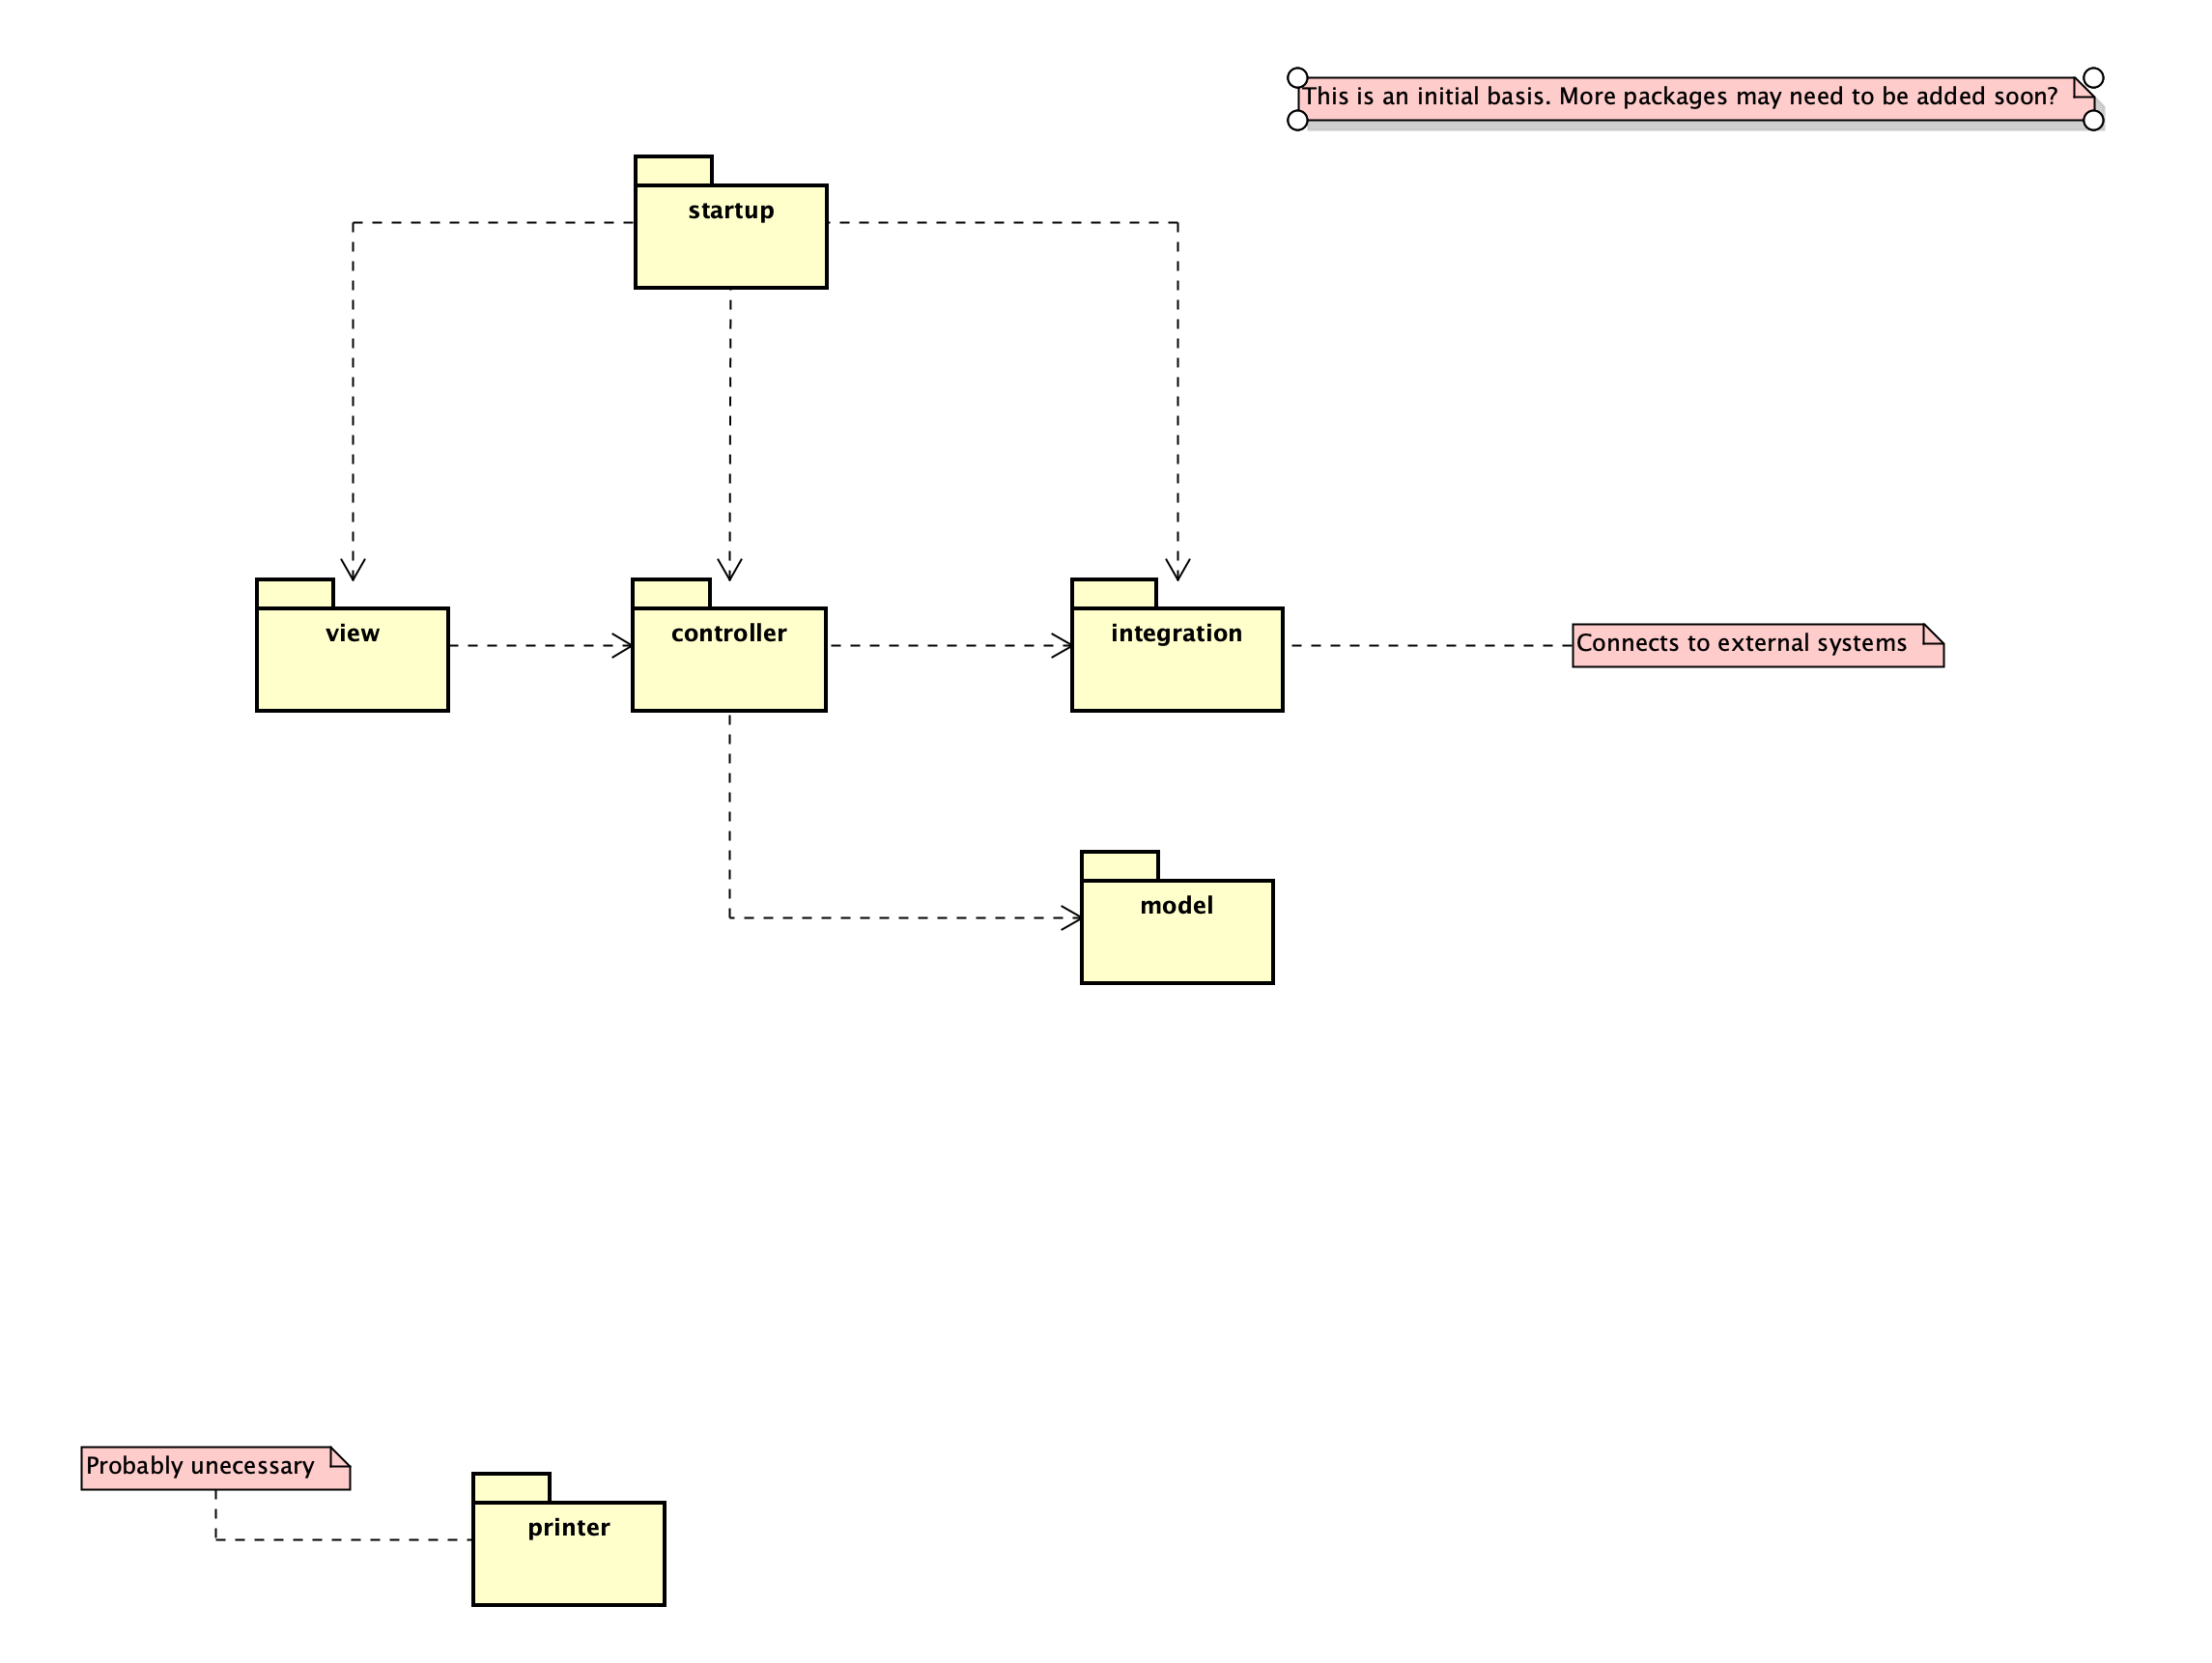 This is an initial basis. More packages may need to be added soon?
startup
view
controller
integration
Connects to external systems
model
Probably unecessary
printer